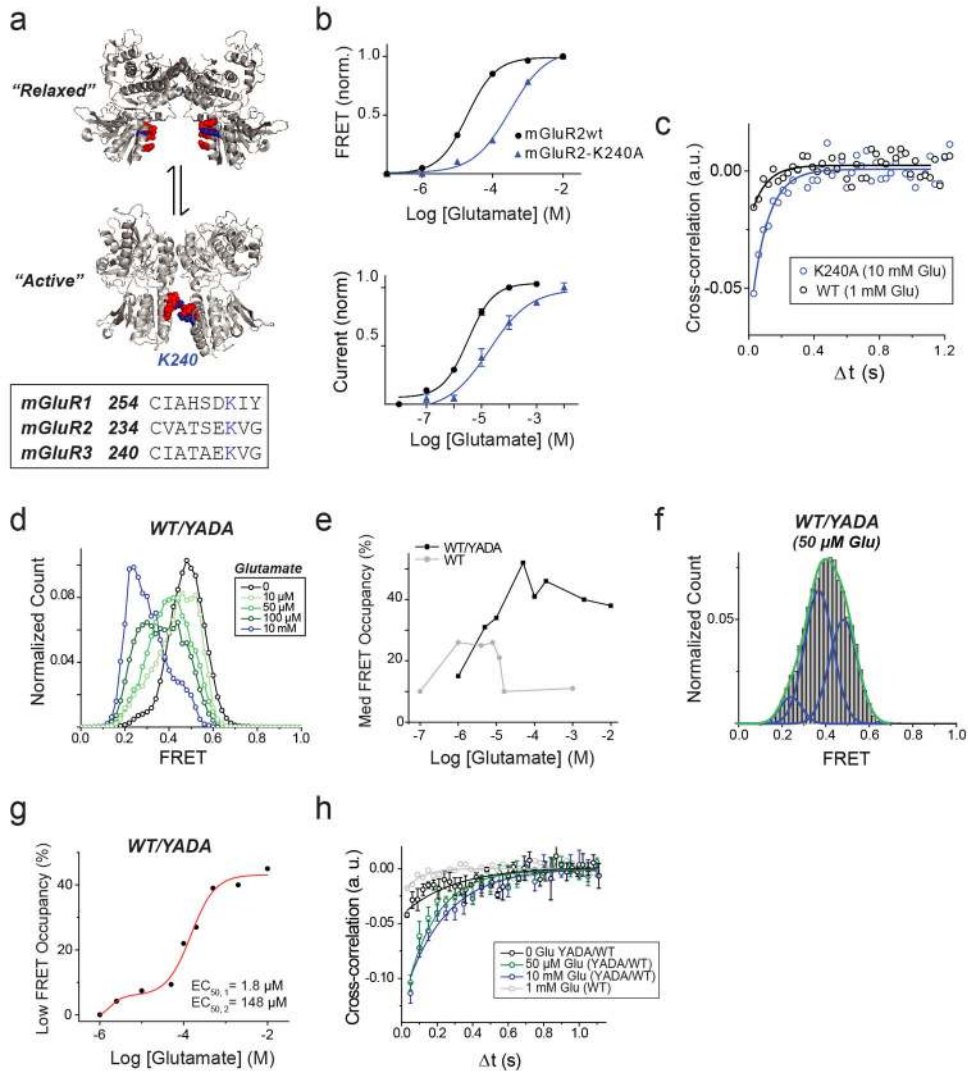 a
"Relaxed"
"Active"
K240
mGluR1 254 CIAHSDKIY
mGluR2 234 CVATSEKVG
mGluR3 240 CIATAEKVG
b
FRET (norm.)
1.0
0.5
mGluR2wt
mGluR2-K240A
-6 -4 -2
Log [Glutamate] (M)
Current (norm)
1.0
0.5
-7 -5 -3
Log [Glutamate] (M)
c
Cross-correlation (a.u.)
0.00
-0.05
K240A (10 mM Glu)
WT (1 mM Glu)
0.0 0.4 0.8 1.2
Δt (s)
d
WT/YADA
Normalized Count
0.08
0.04
Glutamate
0
10 µM
50 µM
100 µM
10 mM
0.0 0.2 0.4 0.6 0.8 1.0
FRET
e
Med FRET Occupancy (%)
WT/YADA
WT
40
20
0
-7 -6 -5 -4 -3 -2
Log [Glutamate] (M)
f
WT/YADA
(50 µM Glu)
Normalized Count
0.05
0.00
0.0 0.2 0.4 0.6 0.8 1.0
FRET
g
WT/YADA
Low FRET Occupancy (%)
40
20
0
EC50, 1= 1.8 µM
EC50, 2= 148 µM
-6 -4 -2
Log [Glutamate] (M)
h
Cross-correlation (a. u.)
0.00
-0.05
-0.10
0 Glu YADA/WT
50 µM Glu (YADA/WT)
10 mM Glu (YADA/WT)
1 mM Glu (WT)
0.0 0.2 0.4 0.6 0.8 1.0
Δt (s)